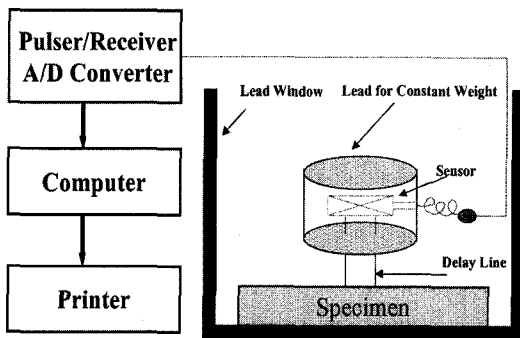 Pulser/Receiver
A/D Converter
Computer
Printer
Lead Window
Lead for Constant Weight
Sensor
Delay Line
Specimen